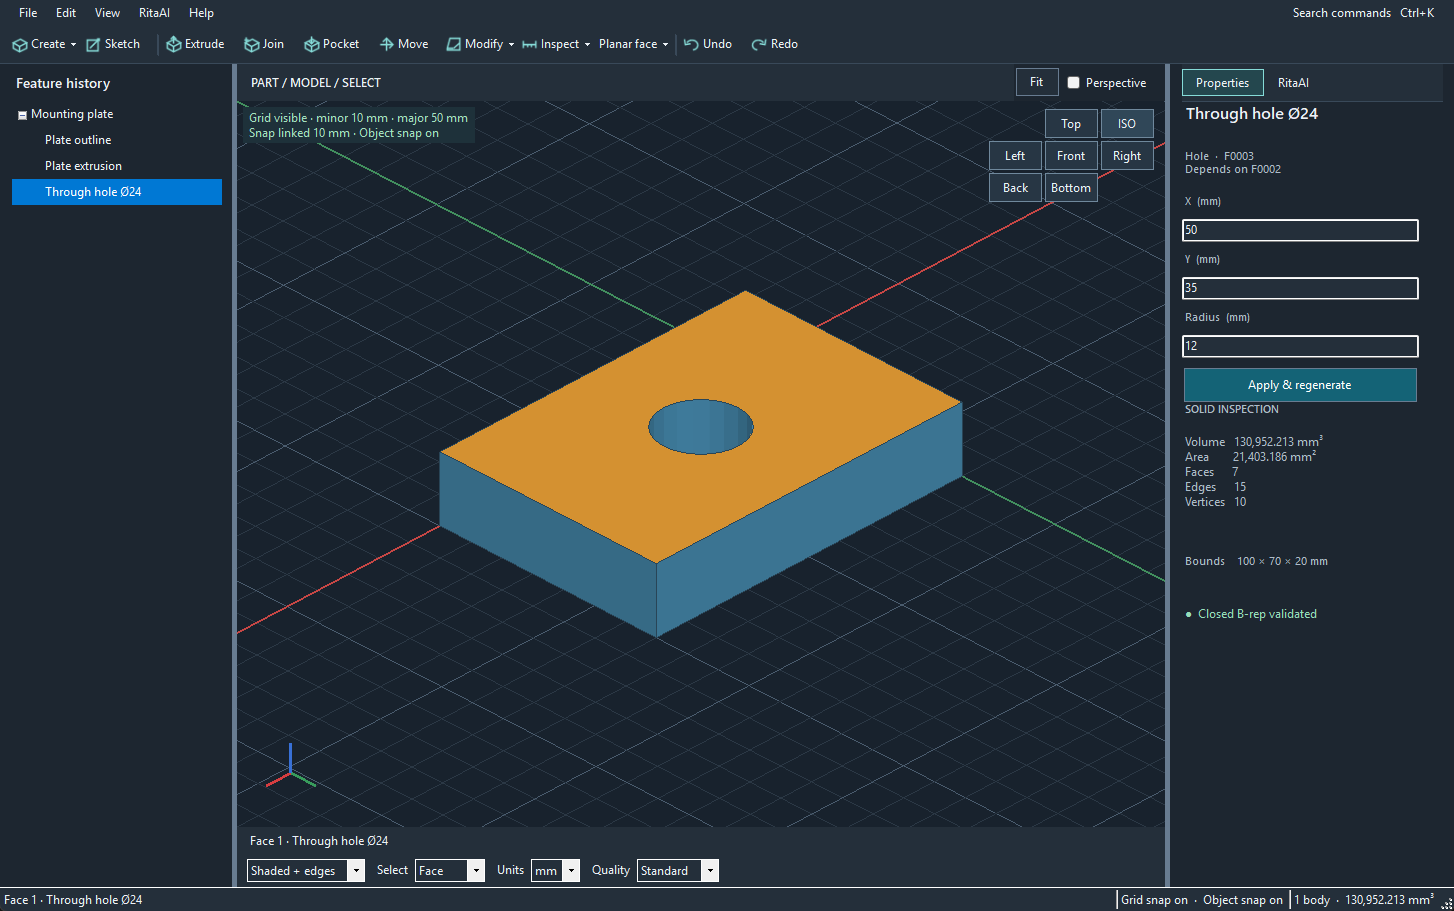 File Edit View RitaAI Help Search commands Ctrl+K
Create Sketch Extrude Join Pocket Move Modify Inspect Planar face Undo Redo
Feature history
Mounting plate
Plate outline
Plate extrusion
Through hole Ø24
PART / MODEL / SELECT
Fit Perspective
Grid visible · minor 10 mm · major 50 mm
Snap linked 10 mm · Object snap on
Top ISO
Left Front Right
Back Bottom
Face 1 · Through hole Ø24
Shaded + edges Select Face Units mm Quality Standard
Properties RitaAI
Through hole Ø24
Hole · F0003
Depends on F0002
X (mm)
50
Y (mm)
35
Radius (mm)
12
Apply & regenerate
SOLID INSPECTION
Volume 130,952.213 mm³
Area 21,403.186 mm²
Faces 7
Edges 15
Vertices 10
Bounds 100 × 70 × 20 mm
● Closed B-rep validated
Face 1 · Through hole Ø24 Grid snap on · Object snap on 1 body · 130,952.213 mm³